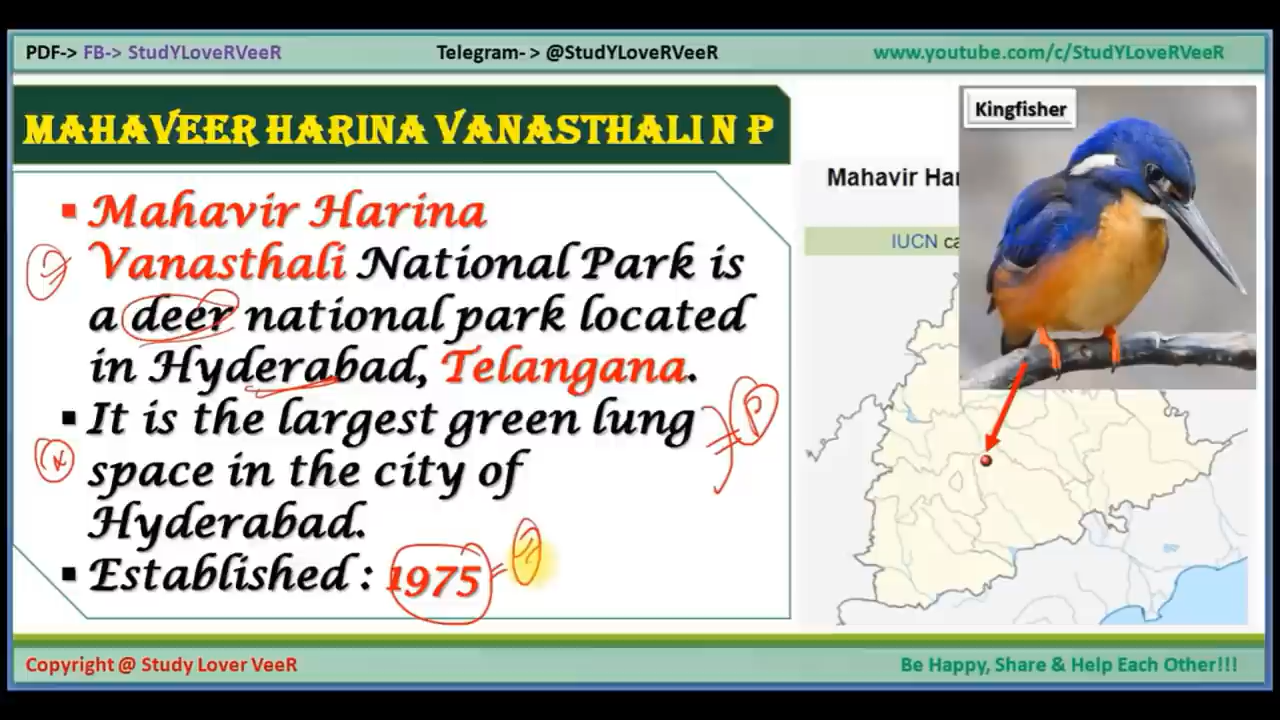 PDF-> FB-> StudYLoveRVeeR
Telegram- > @StudYLoveRVeeR
www.youtube.com/c/StudYLoveRVeeR
MAHAVEER HARINA VANASTHALI N P
Kingfisher
Mahavir Har
IUCN ca
▪ Mahavir Harina
Vanasthali National Park is
a deer national park located
in Hyderabad, Telangana.
▪ It is the largest green lung
space in the city of
Hyderabad.
▪ Established : 1975
Copyright @ Study Lover VeeR
Be Happy, Share & Help Each Other!!!